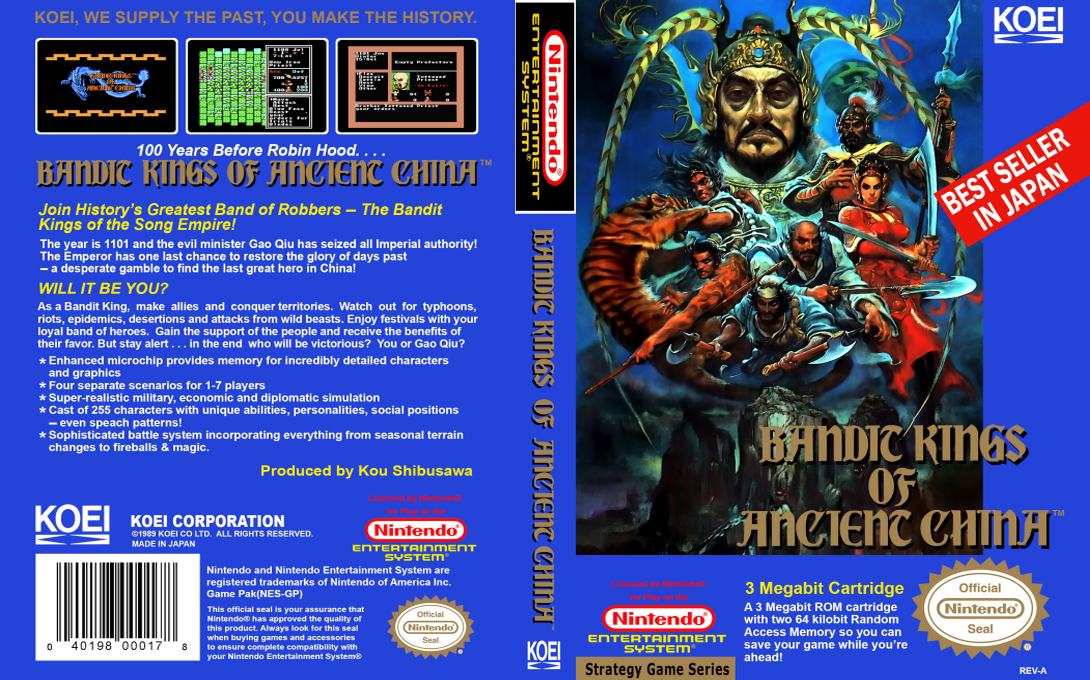 KOEI, WE SUPPLY THE PAST, YOU MAKE THE HISTORY.
BANDIT KINGS
OF
ANCIENT CHINA
Empty Prefecture
100 Years Before Robin Hood. . . .
BANDIT KINGS OF ANCIENT CHINA™
Join History's Greatest Band of Robbers – The Bandit
Kings of the Song Empire!
The year is 1101 and the evil minister Gao Qiu has seized all Imperial authority!
The Emperor has one last chance to restore the glory of days past
– a desperate gamble to find the last great hero in China!
WILL IT BE YOU?
As a Bandit King, make allies and conquer territories. Watch out for typhoons,
riots, epidemics, desertions and attacks from wild beasts. Enjoy festivals with your
loyal band of heroes. Gain the support of the people and receive the benefits of
their favor. But stay alert . . . in the end who will be victorious? You or Gao Qiu?
* Enhanced microchip provides memory for incredibly detailed characters
and graphics
* Four separate scenarios for 1-7 players
* Super-realistic military, economic and diplomatic simulation
* Cast of 255 characters with unique abilities, personalities, social positions
– even speach patterns!
* Sophisticated battle system incorporating everything from seasonal terrain
changes to fireballs & magic.
Produced by Kou Shibusawa
KOEI
KOEI CORPORATION
©1989 KOEI CO LTD. ALL RIGHTS RESERVED.
MADE IN JAPAN
Licensed by Nintendo®
for Play on the
Nintendo®
ENTERTAINMENT
SYSTEM®
0 40198 00017 8
Nintendo and Nintendo Entertainment System are
registered trademarks of Nintendo of America Inc.
Game Pak(NES-GP)
This official seal is your assurance that
Nintendo® has approved the quality of
this product. Always look for this seal
when buying games and accessories
to ensure complete compatibility with
your Nintendo Entertainment System®
Official
Nintendo
Seal
Nintendo®
ENTERTAINMENT
SYSTEM®
BANDIT KINGS OF ANCIENT CHINA™
KOEI
KOEI
BEST SELLER
IN JAPAN
BANDIT KINGS
OF
ANCIENT CHINA™
Licensed by Nintendo®
for Play on the
Nintendo®
ENTERTAINMENT
SYSTEM®
Strategy Game Series
3 Megabit Cartridge
A 3 Megabit ROM cartridge
with two 64 kilobit Random
Access Memory so you can
save your game while you're
ahead!
Official
Nintendo
Seal
®
REV-A